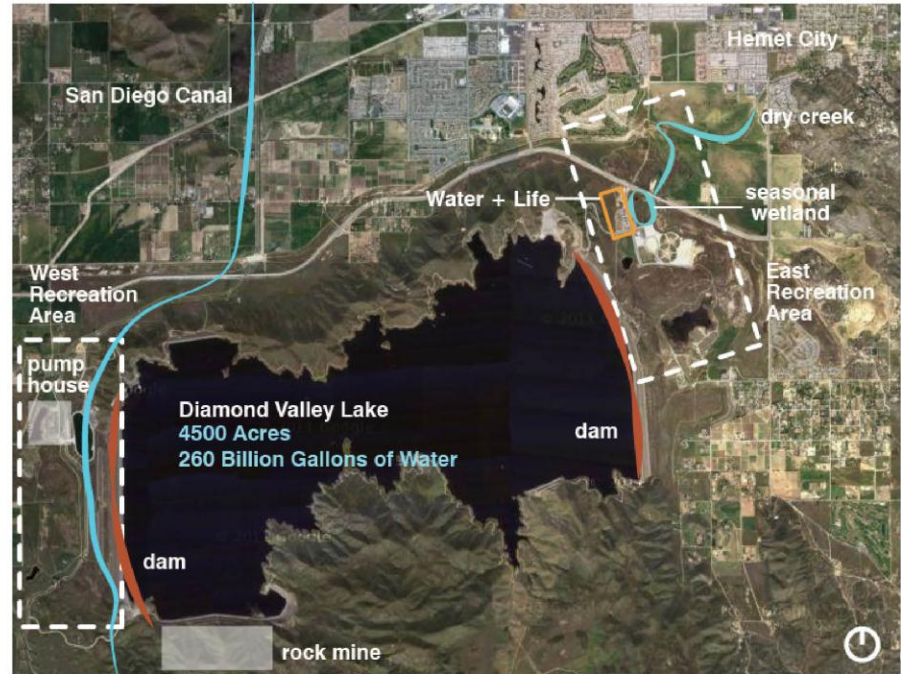 Hemet City
San Diego Canal
dry creek
Water + Life
seasonal
wetland
West
Recreation
Area
East
Recreation
Area
pump
house
Diamond Valley Lake
4500 Acres
260 Billion Gallons of Water
dam
dam
rock mine